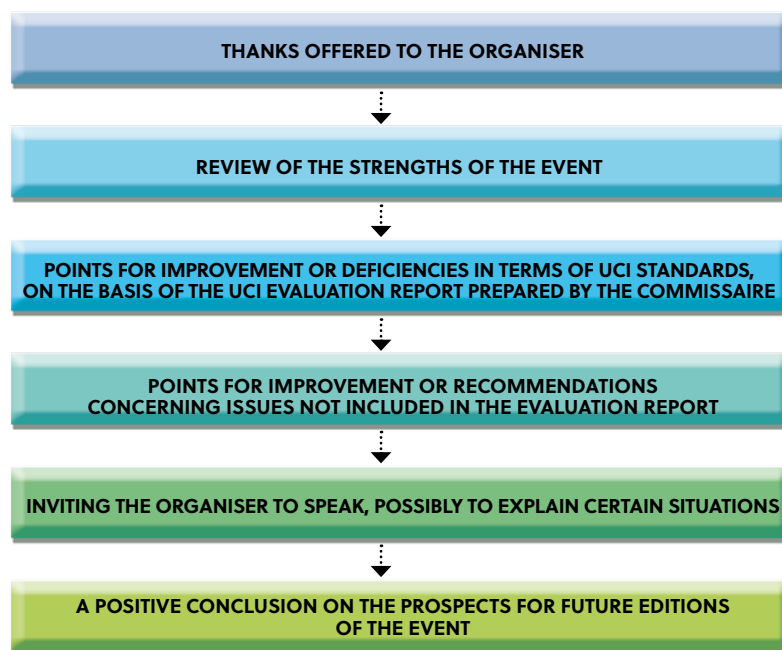 THANKS OFFERED TO THE ORGANISER
REVIEW OF THE STRENGTHS OF THE EVENT
POINTS FOR IMPROVEMENT OR DEFICIENCIES IN TERMS OF UCI STANDARDS,
ON THE BASIS OF THE UCI EVALUATION REPORT PREPARED BY THE COMMISSAIRE
POINTS FOR IMPROVEMENT OR RECOMMENDATIONS
CONCERNING ISSUES NOT INCLUDED IN THE EVALUATION REPORT
INVITING THE ORGANISER TO SPEAK, POSSIBLY TO EXPLAIN CERTAIN SITUATIONS
A POSITIVE CONCLUSION ON THE PROSPECTS FOR FUTURE EDITIONS
OF THE EVENT